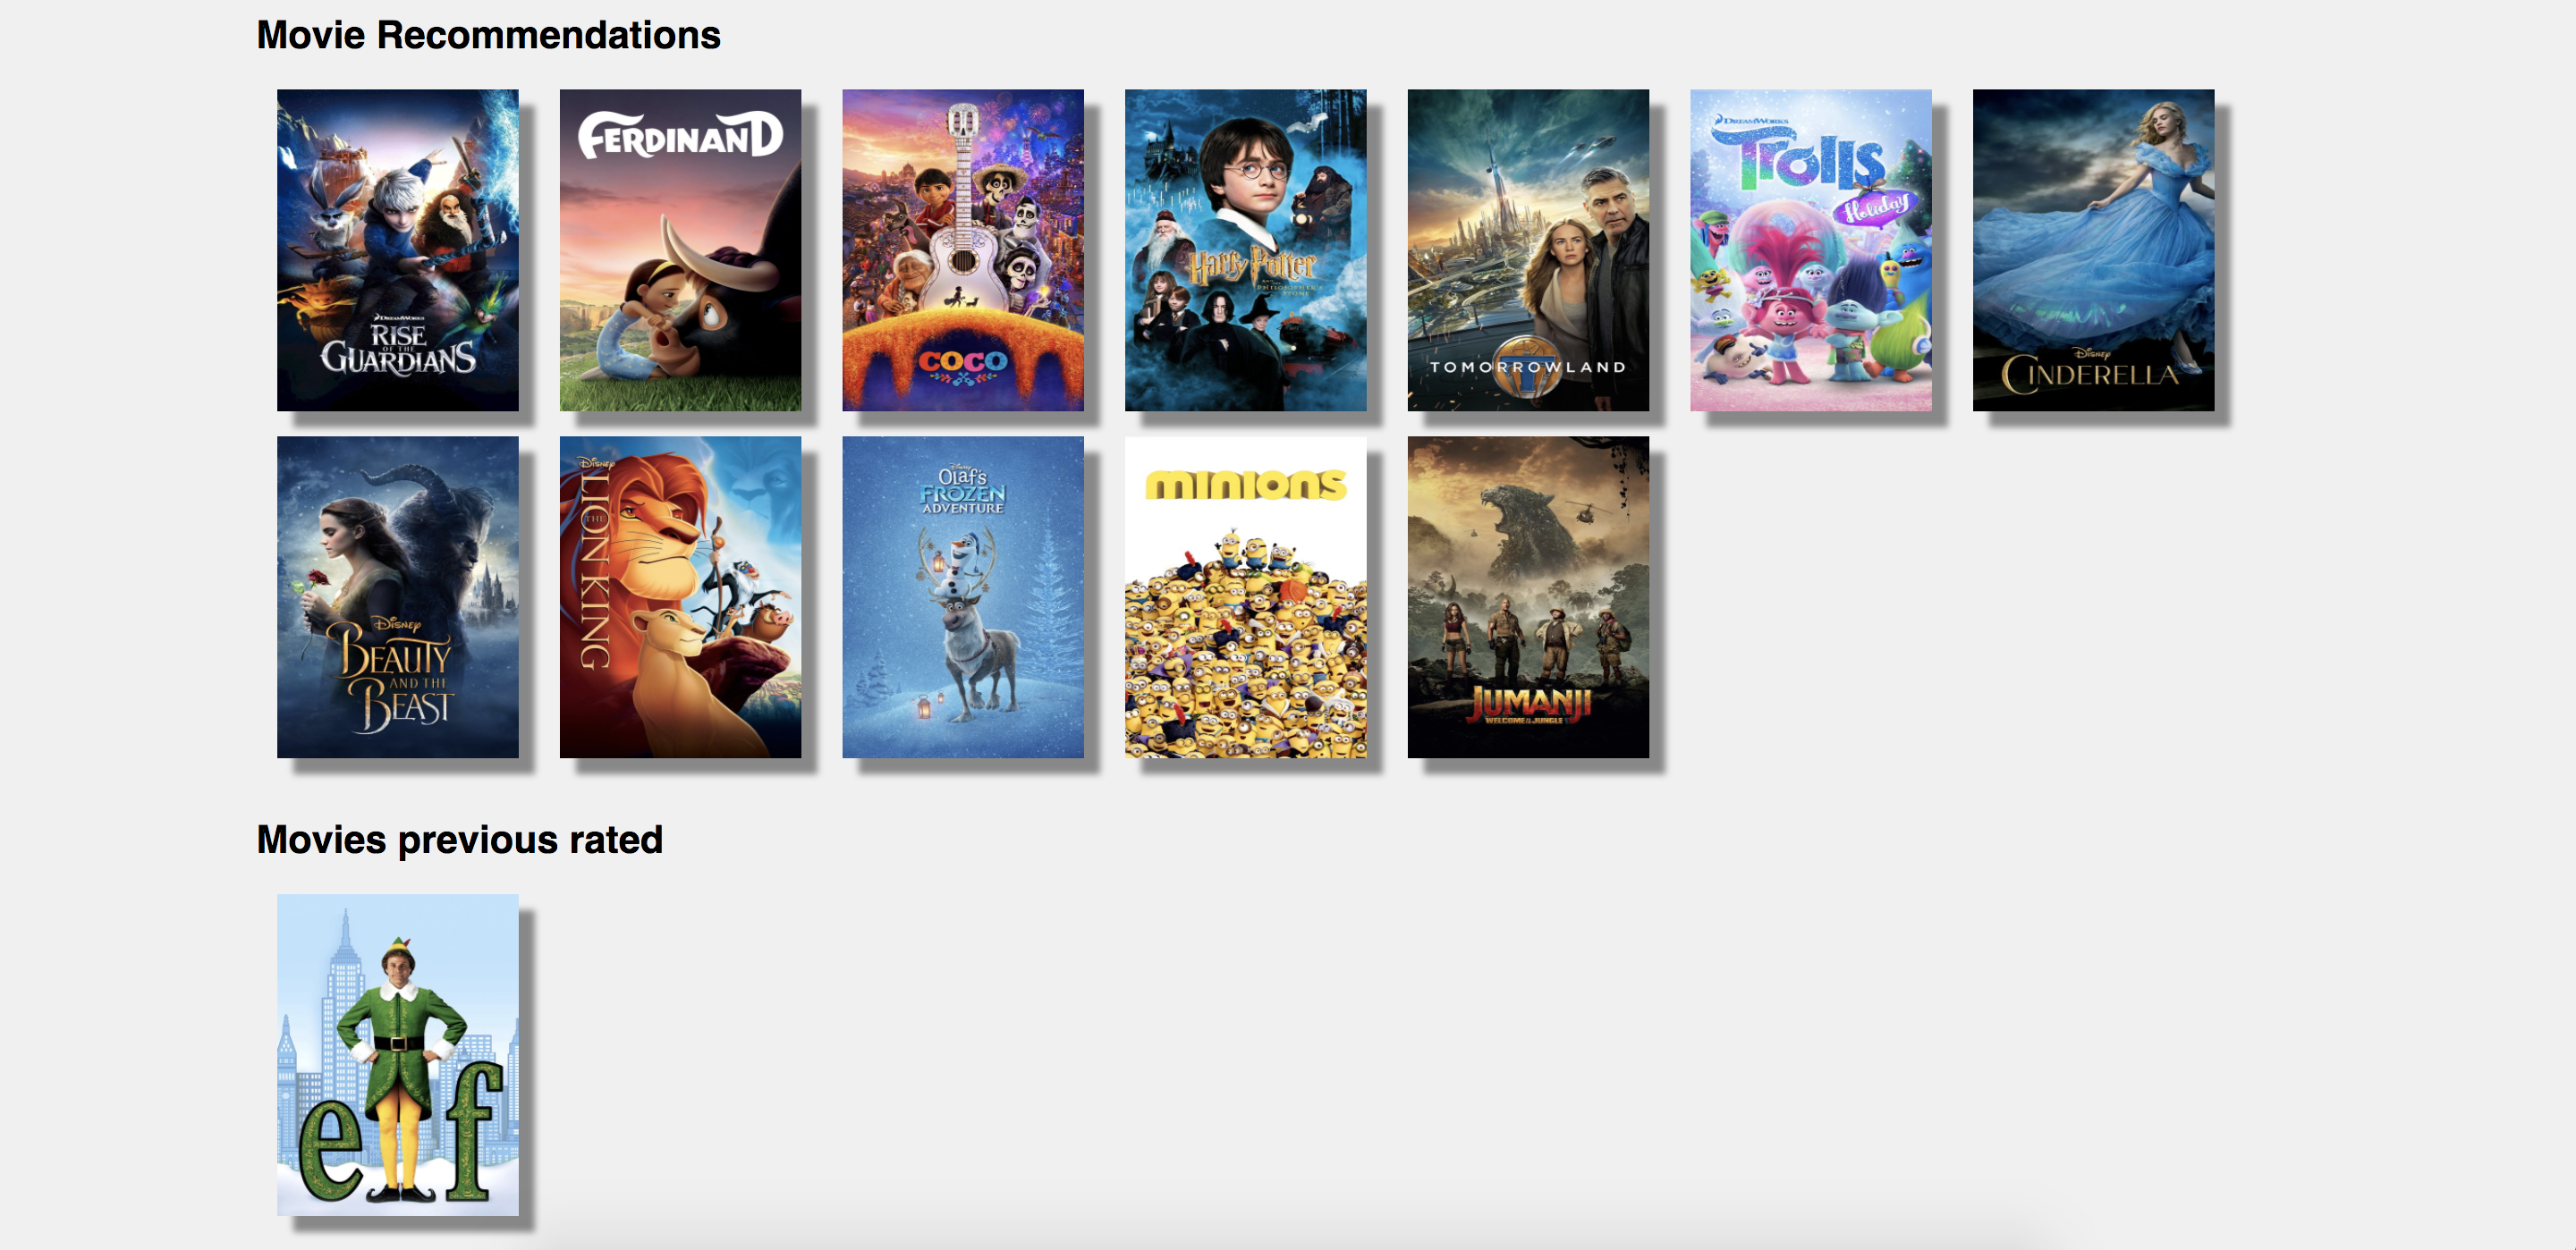 Movie Recommendations
DREAMWORKS
RISE
OF THE
GUARDIANS
FERDINAND
COCO
Harry Potter
AND THE
PHILOSOPHER'S
STONE
TOMORROWLAND
DREAMWORKS
Trolls
Holiday
Disney
CINDERELLA
Disney
BEAUTY
AND THE
BEAST
Disney
THE
LION KING
Disney
Olaf's
FROZEN
ADVENTURE
minions
JUMANJI
WELCOME TO THE JUNGLE
Movies previous rated
elf